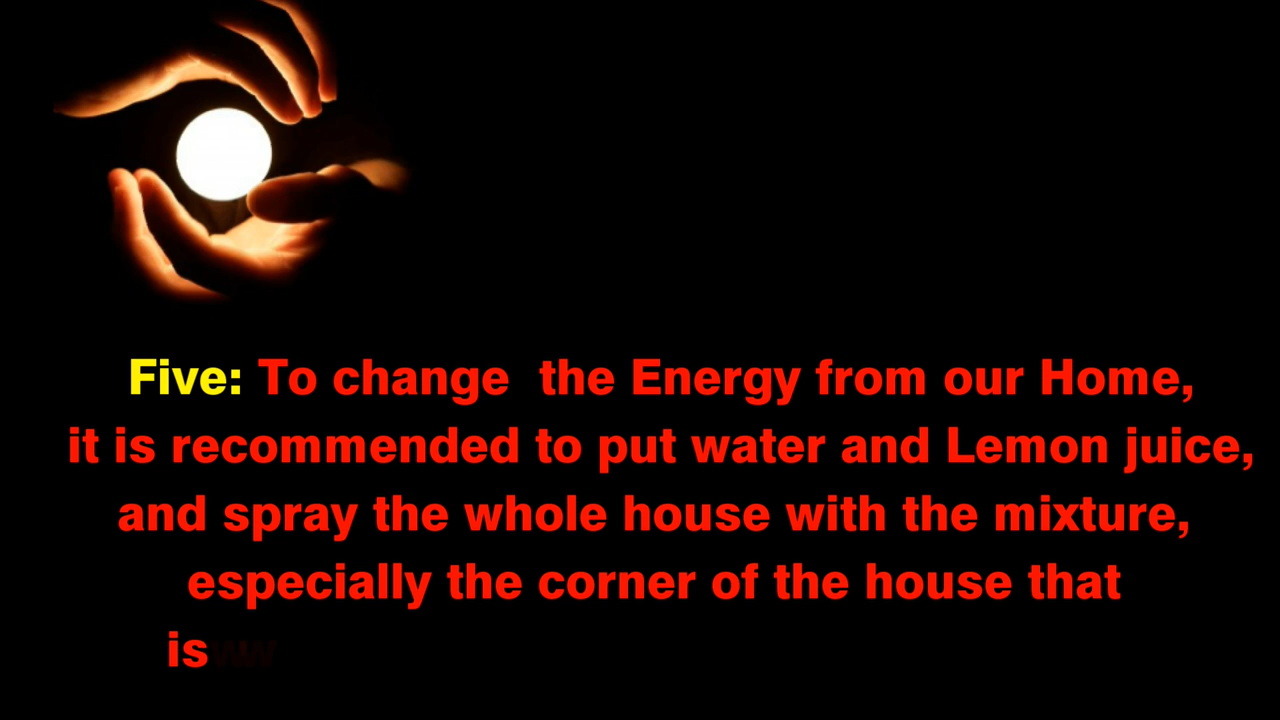 Five: To change the Energy from our Home,
it is recommended to put water and Lemon juice,
and spray the whole house with the mixture,
especially the corner of the house that
is